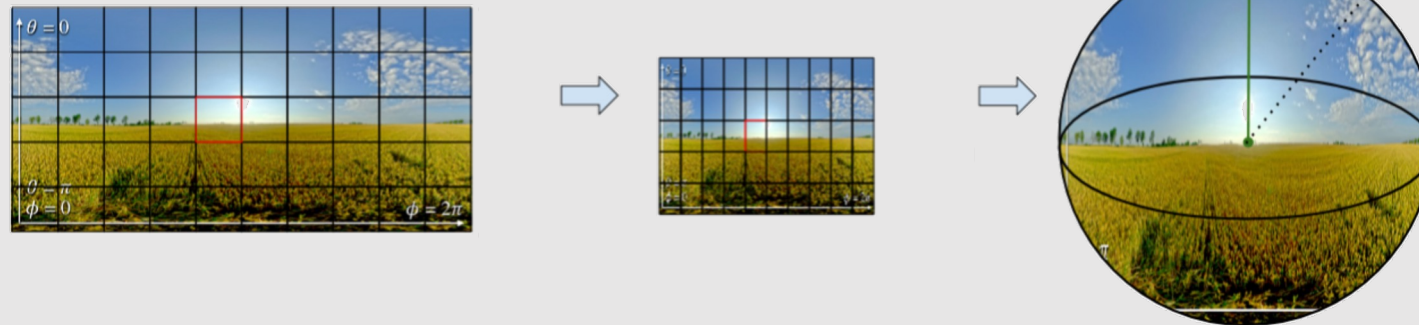 θ = 0
θ = π
ϕ = 0
ϕ = 2π
π